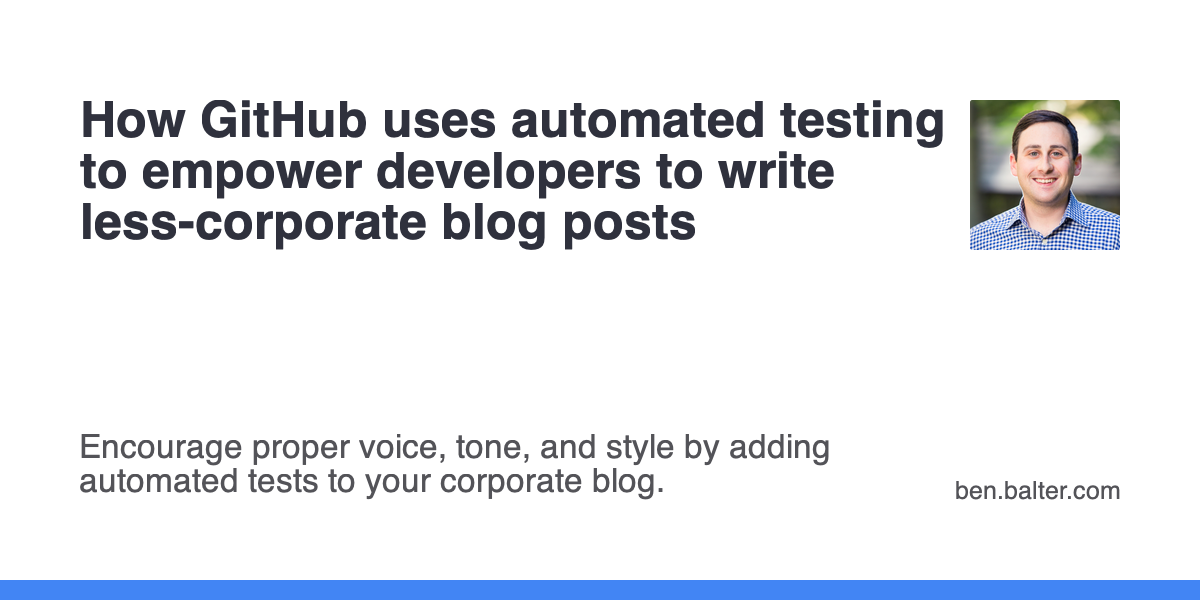 How GitHub uses automated testing
to empower developers to write
less-corporate blog posts
Encourage proper voice, tone, and style by adding
automated tests to your corporate blog.
ben.balter.com